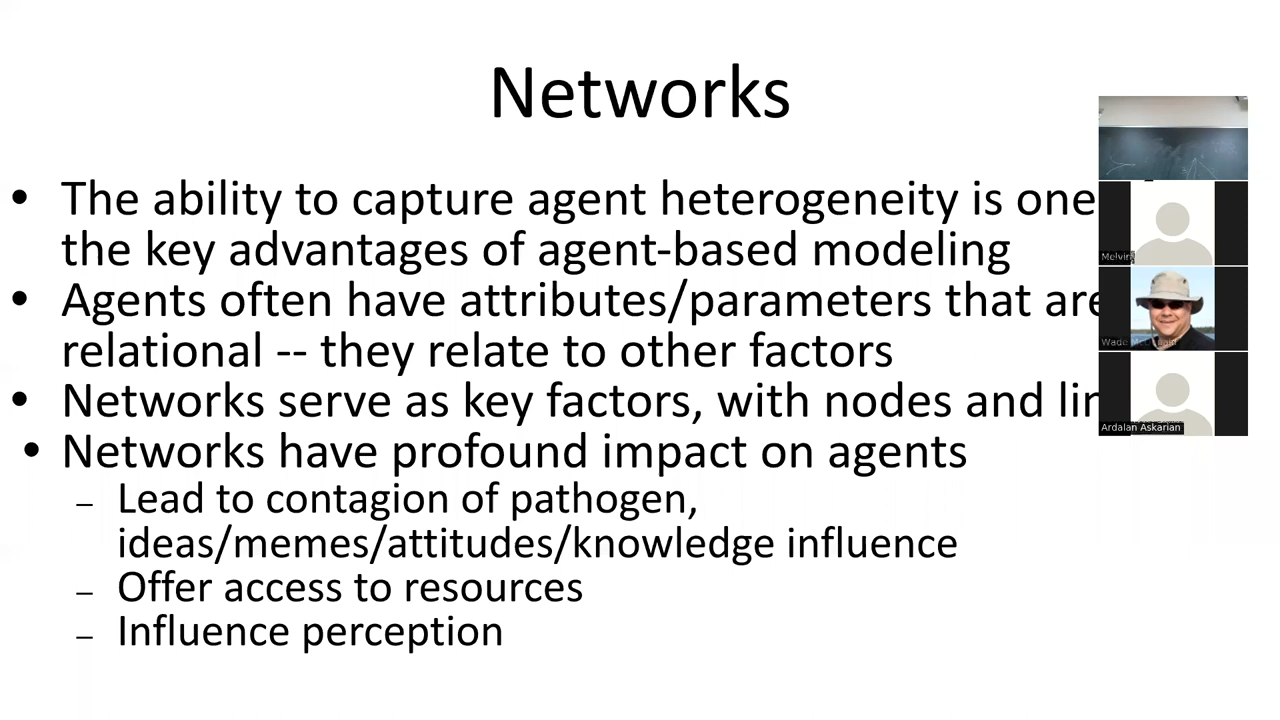 Networks
• The ability to capture agent heterogeneity is one
the key advantages of agent-based modeling
• Agents often have attributes/parameters that are
relational -- they relate to other factors
• Networks serve as key factors, with nodes and
• Networks have profound impact on agents
– Lead to contagion of pathogen,
ideas/memes/attitudes/knowledge influence
– Offer access to resources
– Influence perception
Wade
Ardalan Askarian